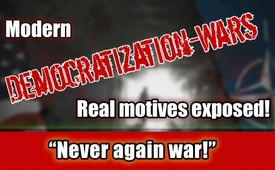 Modern
DEMOCRATIZATION-WARS
Real motives exposed!
“Never again war!”